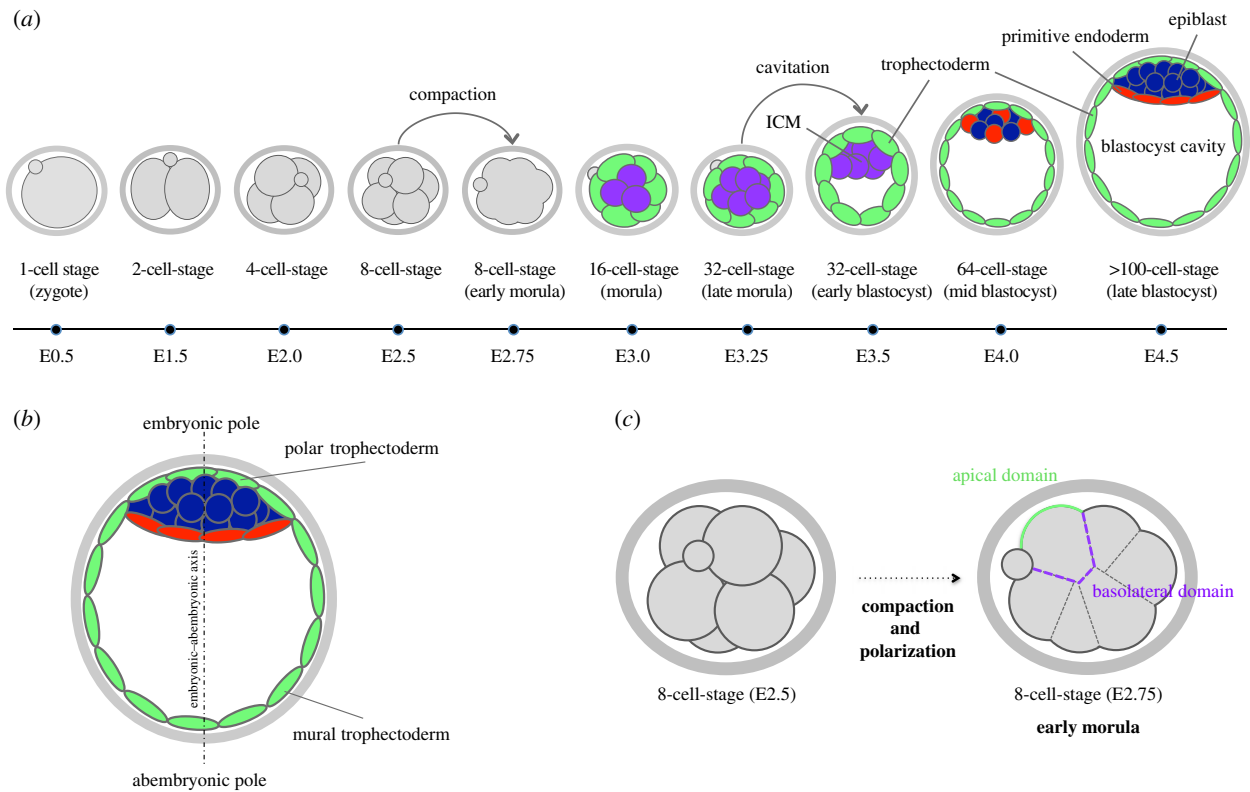 (a)
epiblast
primitive endoderm
trophectoderm
cavitation
compaction
ICM
blastocyst cavity
1-cell stage
(zygote)
2-cell-stage
4-cell-stage
8-cell-stage
8-cell-stage
(early morula)
16-cell-stage
(morula)
32-cell-stage
(late morula)
32-cell-stage
(early blastocyst)
64-cell-stage
(mid blastocyst)
>100-cell-stage
(late blastocyst)
E0.5
E1.5
E2.0
E2.5
E2.75
E3.0
E3.25
E3.5
E4.0
E4.5
(b)
embryonic pole
polar trophectoderm
embryonic–abembryonic axis
mural trophectoderm
abembryonic pole
(c)
apical domain
basolateral domain
compaction
and
polarization
8-cell-stage (E2.5)
8-cell-stage (E2.75)
early morula